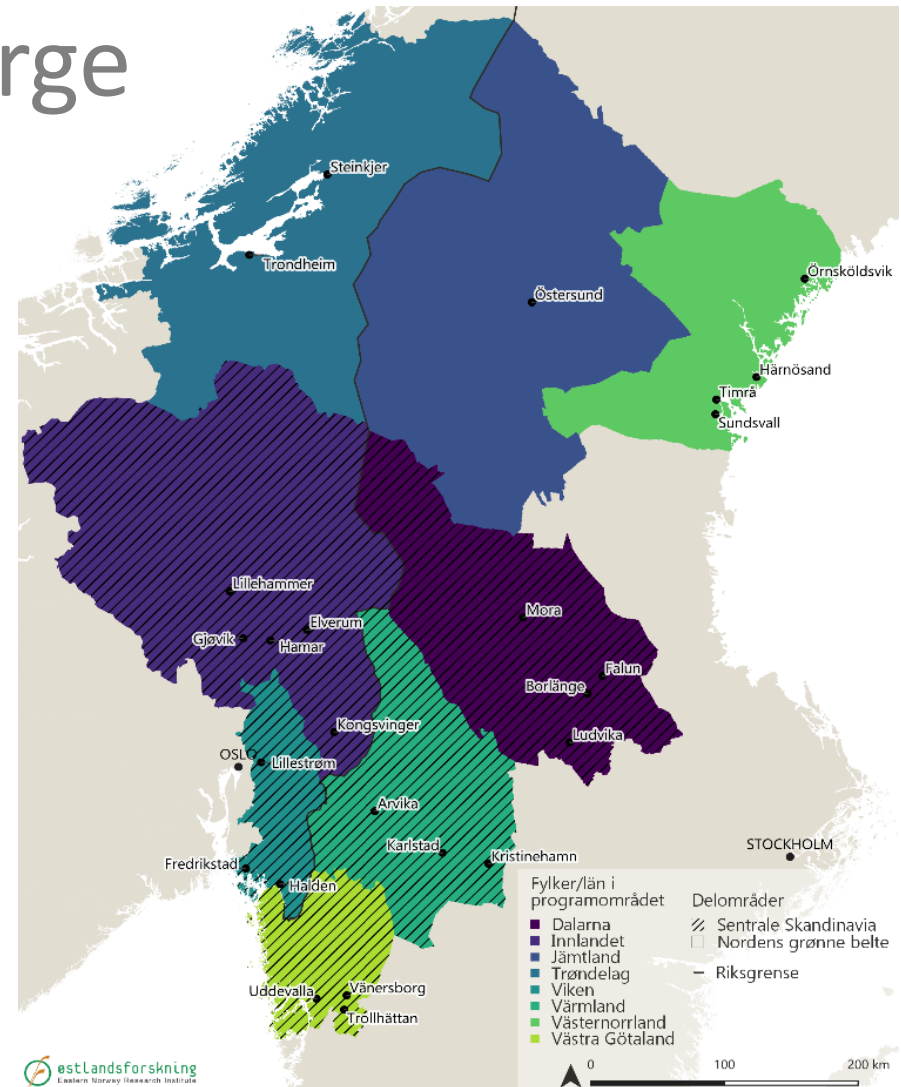 rge
Steinkjer
Trondheim
Östersund
Örnsköldsvik
Härnösand
Timrå
Sundsvall
Lillehammer
Elverum
Gjøvik
Hamar
Mora
Falun
Borlänge
Ludvika
Kongsvinger
OSLO
Lillestrøm
Arvika
Karlstad
Kristinehamn
STOCKHOLM
Fredrikstad
Halden
Uddevalla
Vänersborg
Trollhättan
Fylker/län i
programområdet
Dalarna
Innlandet
Jämtland
Trøndelag
Viken
Värmland
Västernorrland
Västra Götaland
Delområder
Sentrale Skandinavia
Nordens grønne belte
Riksgrense
0 100 200 km
østlandsforskning
Eastern Norway Research Institute